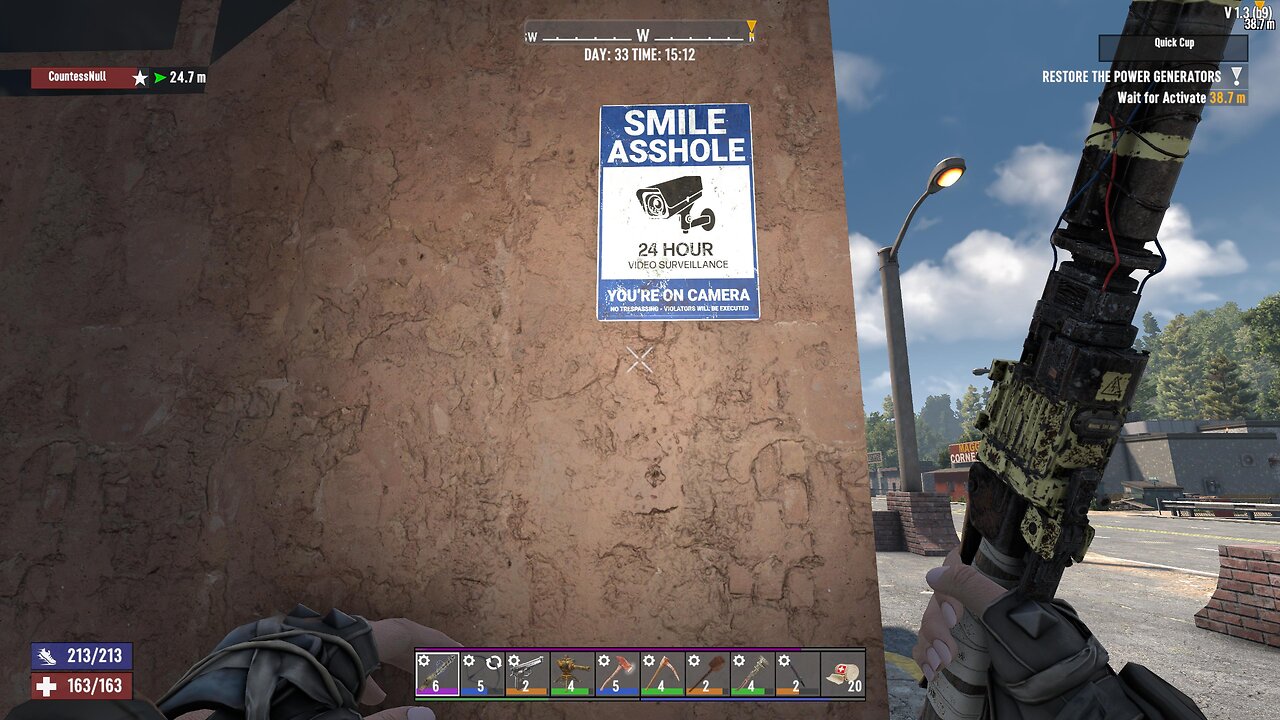 W
W
N
DAY: 33 TIME: 15:12
V 1.3 (b9)
38.7m
Quick Cup
RESTORE THE POWER GENERATORS
Wait for Activate 38.7 m
CountessNull
24.7 m
SMILE
ASSHOLE
24 HOUR
VIDEO SURVEILLANCE
YOU'RE ON CAMERA
NO TRESPASSING - VIOLATORS WILL BE EXECUTED
CORNE
213/213
163/163
6 5 2 4 5 4 2 4 2 20